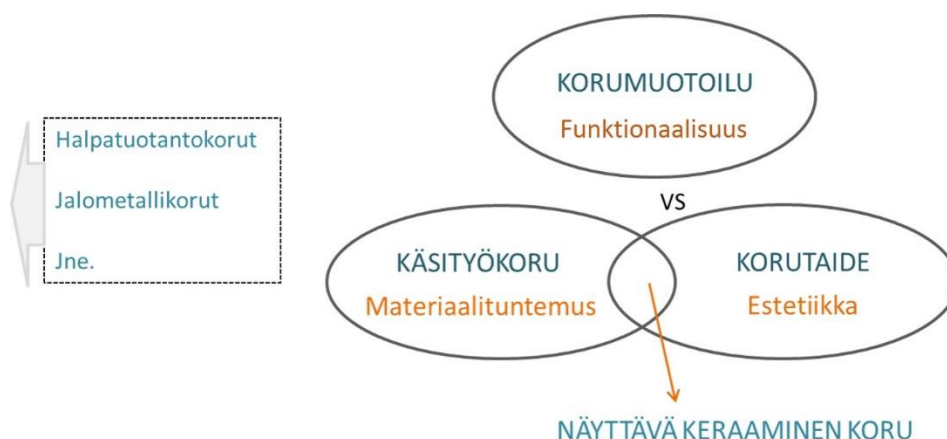 KORUMUOTOILU
Funktionaalisuus
Halpatuotantokorut
Jalometallikorut
Jne.
VS
KÄSITYÖKORU
Materiaalituntemus
KORUTAIDE
Estetiikka
NÄYTTÄVÄ KERAAMINEN KORU